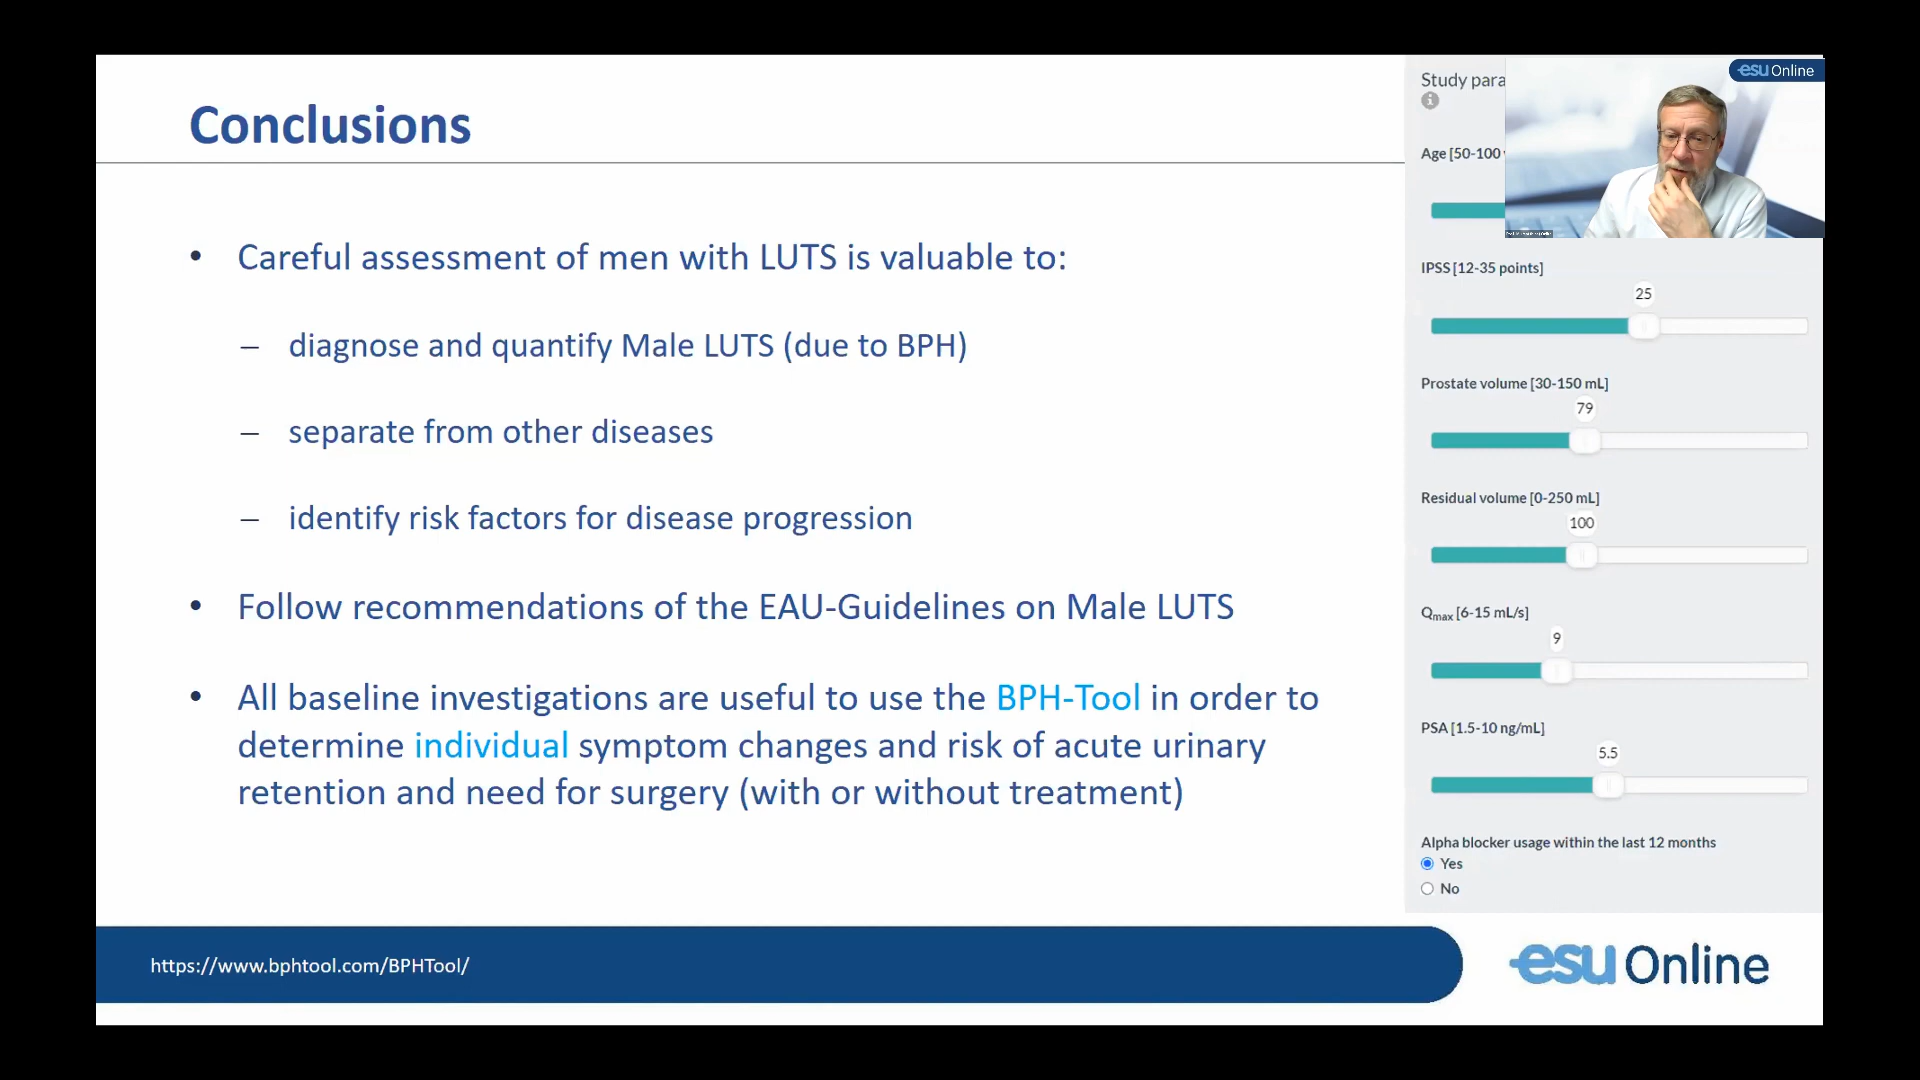 Conclusions
• Careful assessment of men with LUTS is valuable to:
– diagnose and quantify Male LUTS (due to BPH)
– separate from other diseases
– identify risk factors for disease progression
• Follow recommendations of the EAU-Guidelines on Male LUTS
• All baseline investigations are useful to use the BPH-Tool in order to
determine individual symptom changes and risk of acute urinary
retention and need for surgery (with or without treatment)
https://www.bphtool.com/BPHTool/
Study para
esu Online
Age [50-100
IPSS [12-35 points]
25
Prostate volume [30-150 mL]
79
Residual volume [0-250 mL]
100
Qmax [6-15 mL/s]
9
PSA [1.5-10 ng/mL]
5.5
Alpha blocker usage within the last 12 months
Yes
No
esu Online